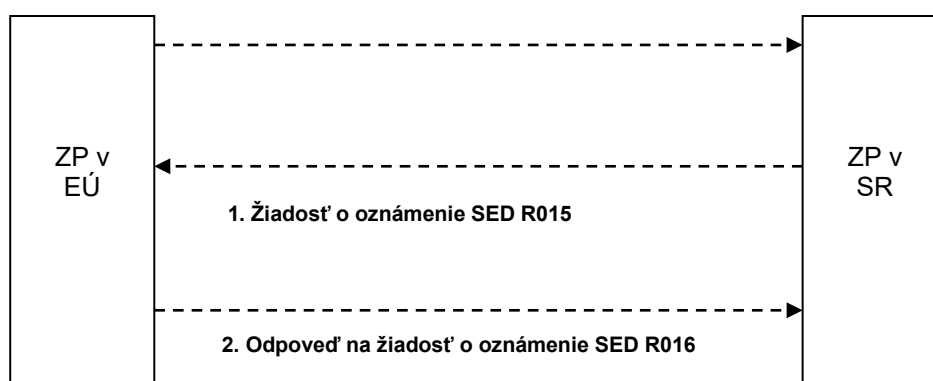 ZP v
EÚ
ZP v
SR
1. Žiadosť o oznámenie SED R015
2. Odpoveď na žiadosť o oznámenie SED R016